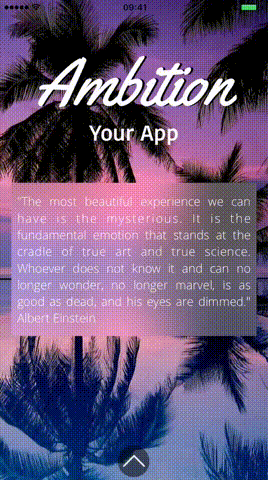 09:41
Ambition
Your App
"The most beautiful experience we can
have is the mysterious. It is the
fundamental emotion that stands at the
cradle of true art and true science.
Whoever does not know it and can no
longer wonder, no longer marvel, is as
good as dead, and his eyes are dimmed."
Albert Einstein